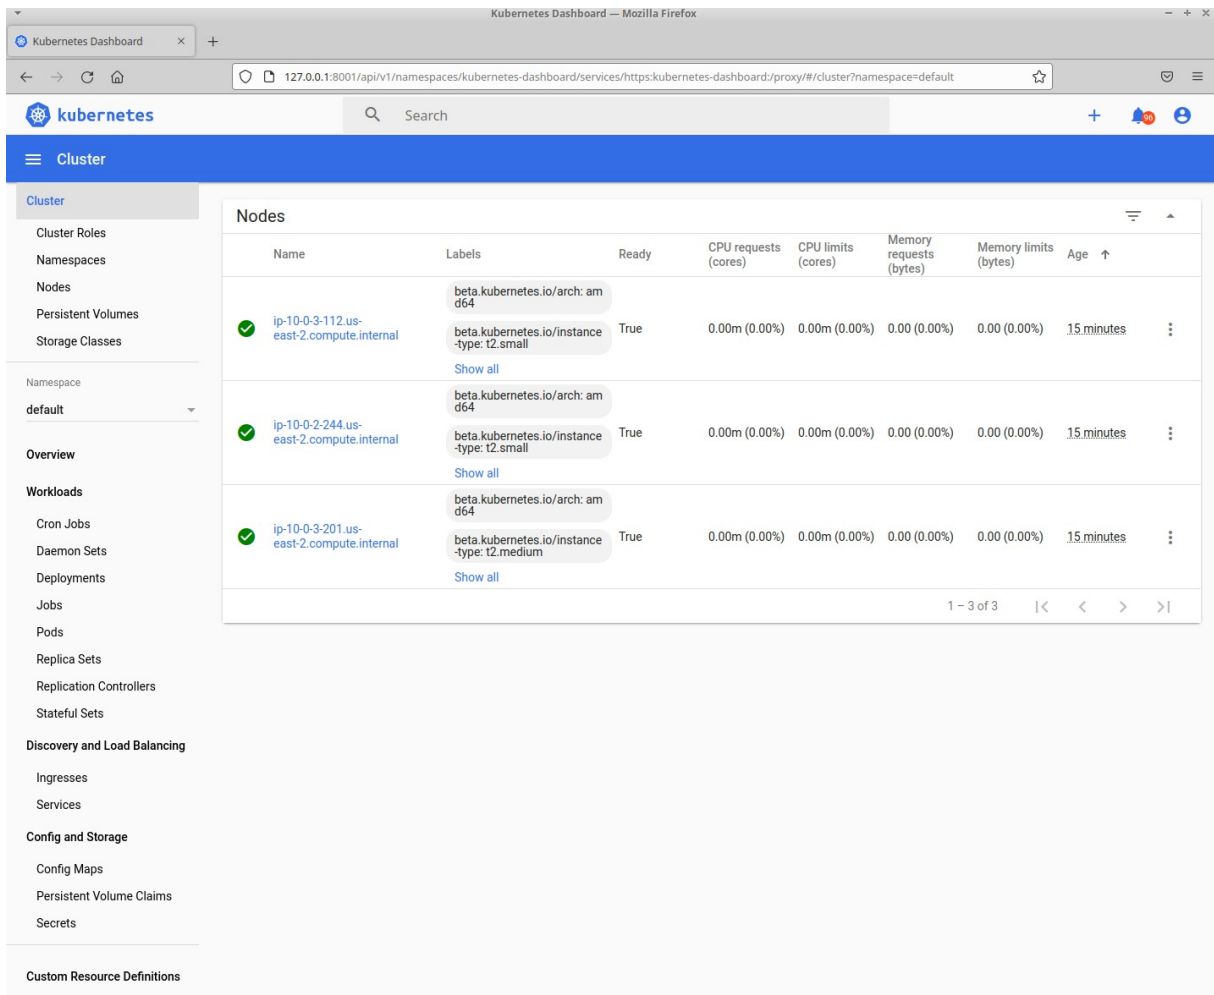 Kubernetes Dashboard — Mozilla Firefox
Kubernetes Dashboard
127.0.0.1:8001/api/v1/namespaces/kubernetes-dashboard/services/https:kubernetes-dashboard:/proxy/#/cluster?namespace=default
kubernetes
Search
96
Cluster
Cluster
Cluster Roles
Namespaces
Nodes
Persistent Volumes
Storage Classes
Namespace
default
Overview
Workloads
Cron Jobs
Daemon Sets
Deployments
Jobs
Pods
Replica Sets
Replication Controllers
Stateful Sets
Discovery and Load Balancing
Ingresses
Services
Config and Storage
Config Maps
Persistent Volume Claims
Secrets
Custom Resource Definitions
Nodes
Name
Labels
Ready
CPU requests
(cores)
CPU limits
(cores)
Memory
requests
(bytes)
Memory limits
(bytes)
Age
ip-10-0-3-112.us-
east-2.compute.internal
beta.kubernetes.io/arch: am
d64
beta.kubernetes.io/instance
-type: t2.small
Show all
True
0.00m (0.00%)
0.00m (0.00%)
0.00 (0.00%)
0.00 (0.00%)
15 minutes
ip-10-0-2-244.us-
east-2.compute.internal
beta.kubernetes.io/arch: am
d64
beta.kubernetes.io/instance
-type: t2.small
Show all
True
0.00m (0.00%)
0.00m (0.00%)
0.00 (0.00%)
0.00 (0.00%)
15 minutes
ip-10-0-3-201.us-
east-2.compute.internal
beta.kubernetes.io/arch: am
d64
beta.kubernetes.io/instance
-type: t2.medium
Show all
True
0.00m (0.00%)
0.00m (0.00%)
0.00 (0.00%)
0.00 (0.00%)
15 minutes
1 – 3 of 3